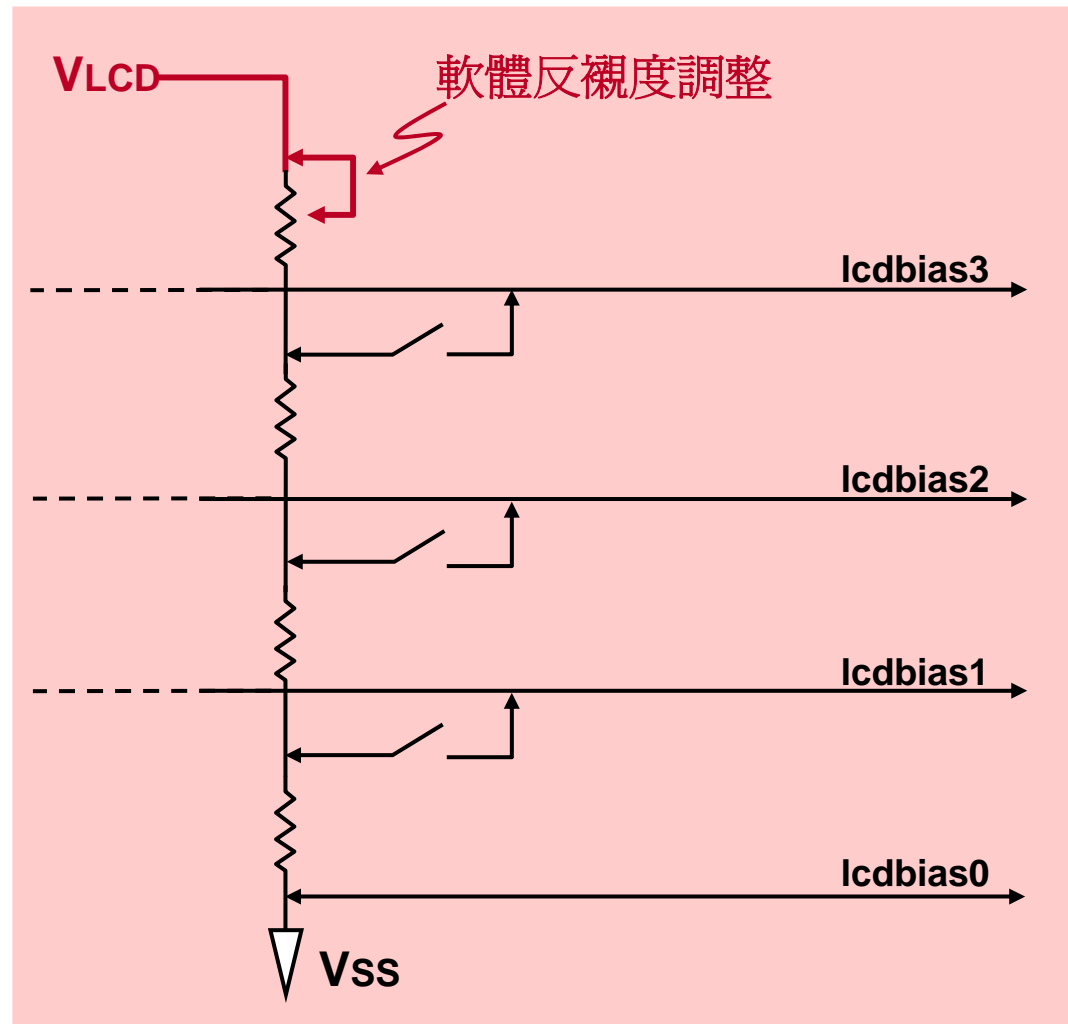 VLCD
軟體反襯度調整
lcdbias3
lcdbias2
lcdbias1
lcdbias0
VSS